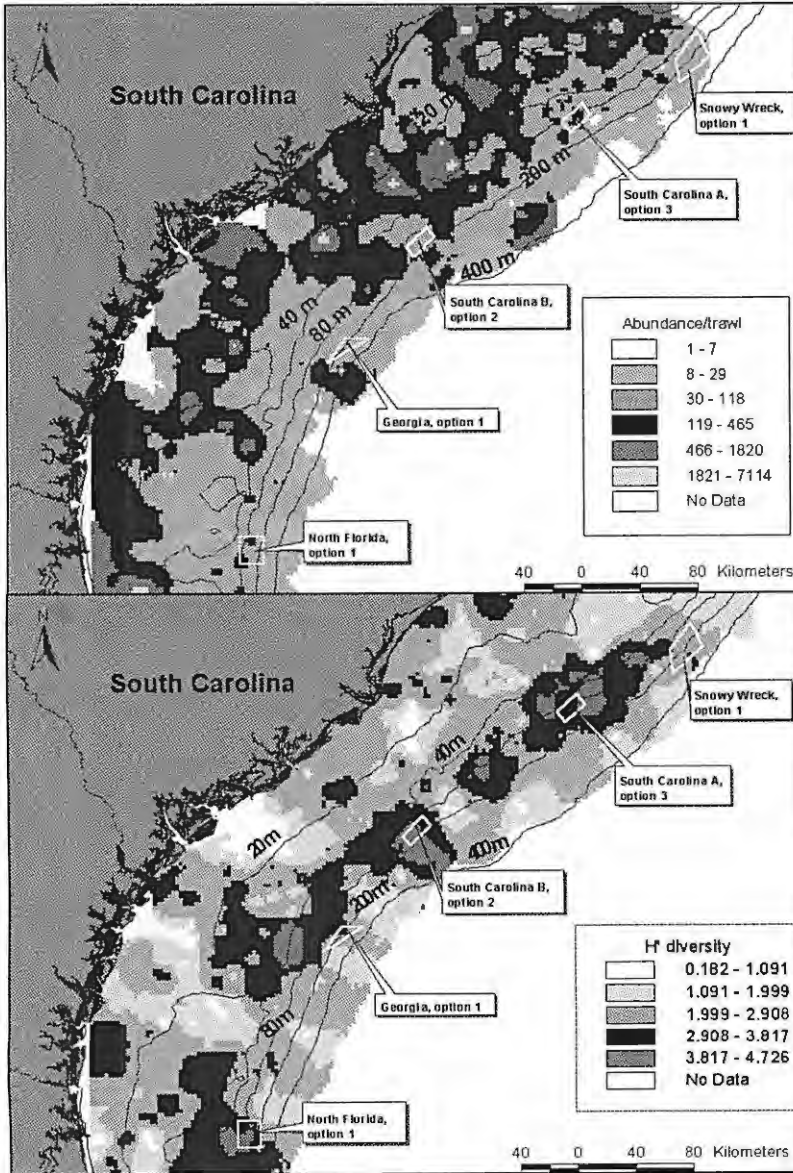 N
South Carolina
20 m
Snowy Wreck,
option 1
200 m
South Carolina A,
option 3
400 m
South Carolina B,
option 2
40 m
80 m
Georgia, option 1
Abundance/trawl
1 - 7
8 - 29
30 - 118
119 - 465
466 - 1820
1821 - 7114
No Data
North Florida,
option 1
40 0 40 80 Kilometers
N
South Carolina
Snowy Wreck,
option 1
40m
South Carolina A,
option 3
20m
400m
South Carolina B,
option 2
200m
Georgia, option 1
80m
H' diversity
0.182 - 1.091
1.091 - 1.999
1.999 - 2.908
2.908 - 3.817
3.817 - 4.726
No Data
North Florida,
option 1
40 0 40 80 Kilometers